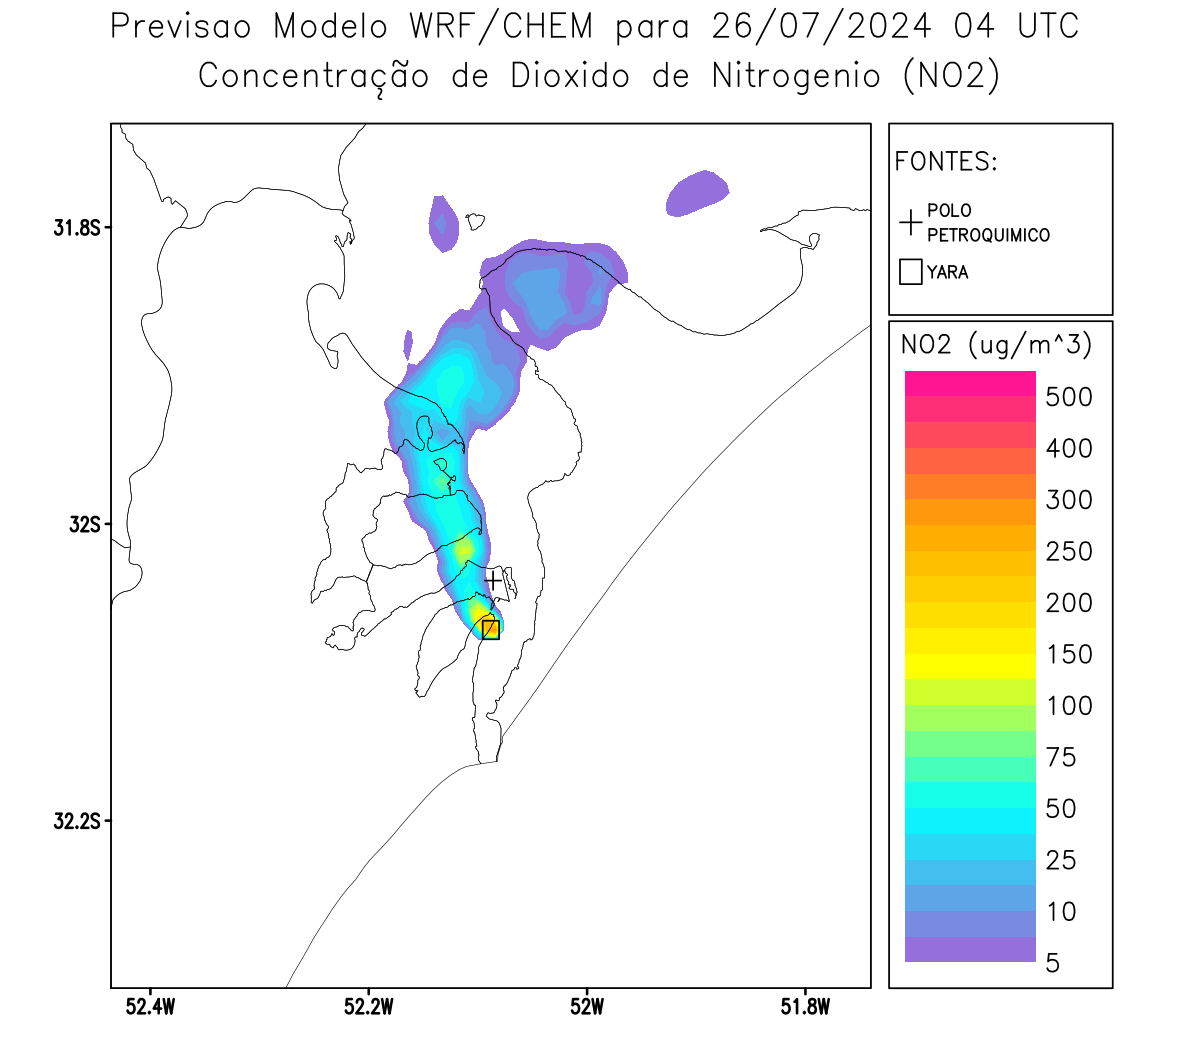 Previsao Modelo WRF/CHEM para 26/07/2024 04 UTC
Concentração de Dioxido de Nitrogenio (NO2)
FONTES:
POLO
PETROQUIMICO
YARA
NO2 (ug/m^3)
500
400
300
250
200
150
100
75
50
25
10
5
31.8S
32S
32.2S
52.4W
52.2W
52W
51.8W